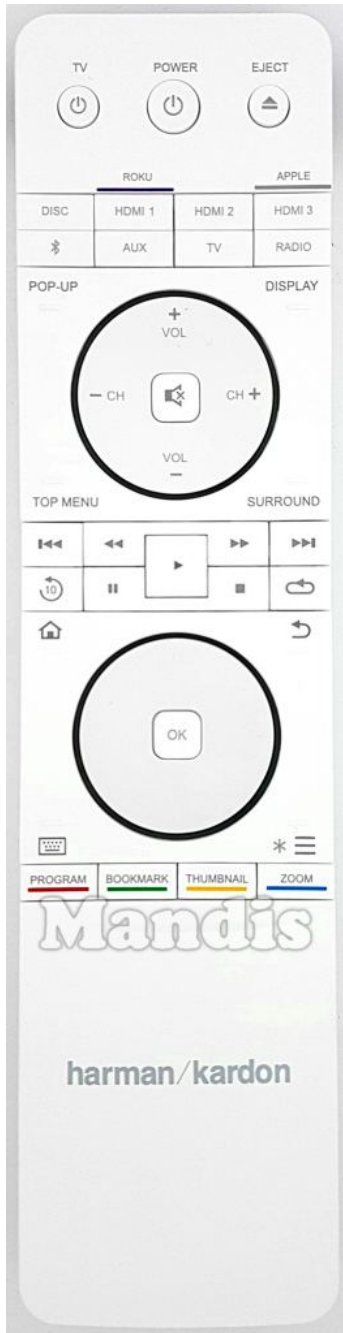 TV POWER EJECT
ROKU APPLE
DISC HDMI 1 HDMI 2 HDMI 3
AUX TV RADIO
POP-UP DISPLAY
+
VOL
– CH CH +
VOL
–
TOP MENU SURROUND
10
OK
PROGRAM BOOKMARK THUMBNAIL ZOOM
Mandis
harman/kardon